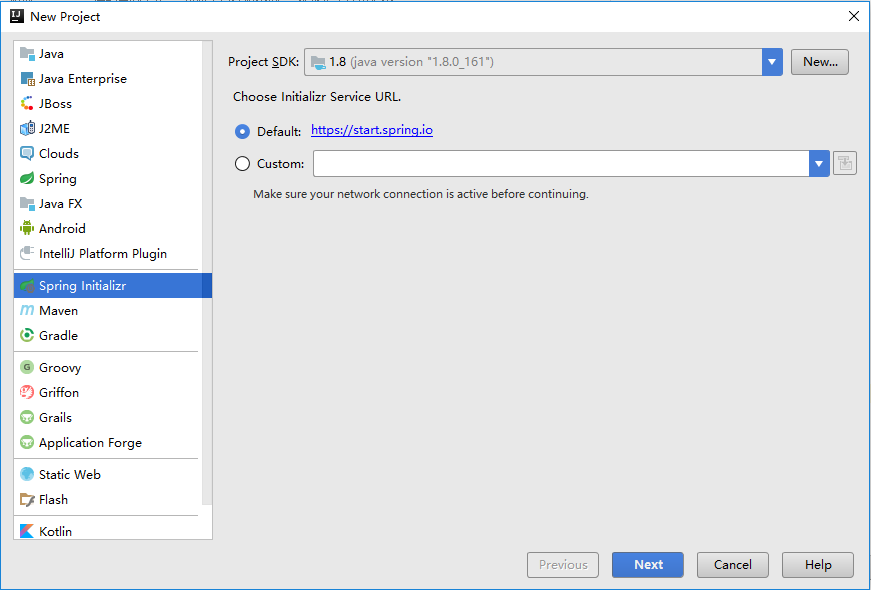 New Project
Java
Java Enterprise
JBoss
J2ME
Clouds
Spring
Java FX
Android
IntelliJ Platform Plugin
Spring Initializr
Maven
Gradle
Groovy
Griffon
Grails
Application Forge
Static Web
Flash
Kotlin
Project SDK: 1.8 (java version "1.8.0_161") New...
Choose Initializr Service URL.
Default: https://start.spring.io
Custom:
Make sure your network connection is active before continuing.
Previous Next Cancel Help